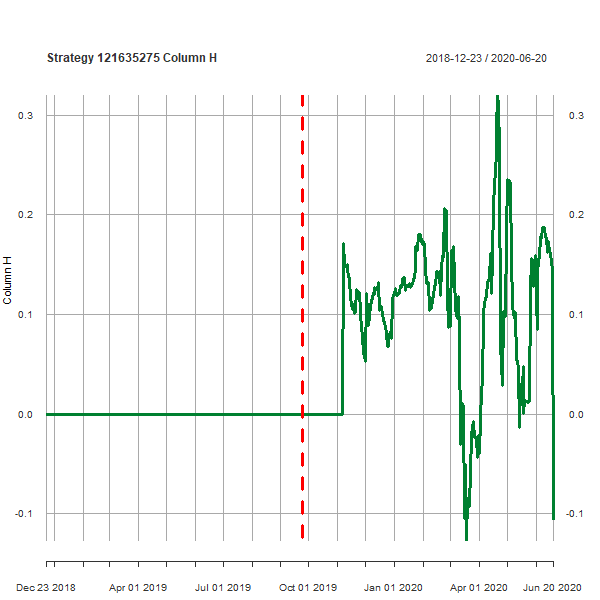 Strategy 121635275 Column H 2018-12-23 / 2020-06-20
0.3 0.3
0.2 0.2
0.1 0.1
Column H
0.0 0.0
-0.1 -0.1
Dec 23 2018 Apr 01 2019 Jul 01 2019 Oct 01 2019 Jan 01 2020 Apr 01 2020 Jun 20 2020